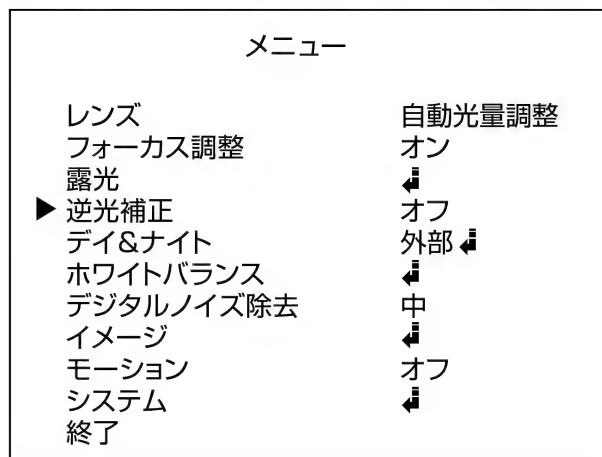 メニュー
レンズ 自動光量調整
フォーカス調整 オン
露光 ↲
▶ 逆光補正 オフ
デイ&ナイト 外部 ↲
ホワイトバランス ↲
デジタルノイズ除去 中
イメージ ↲
モーション オフ
システム ↲
終了